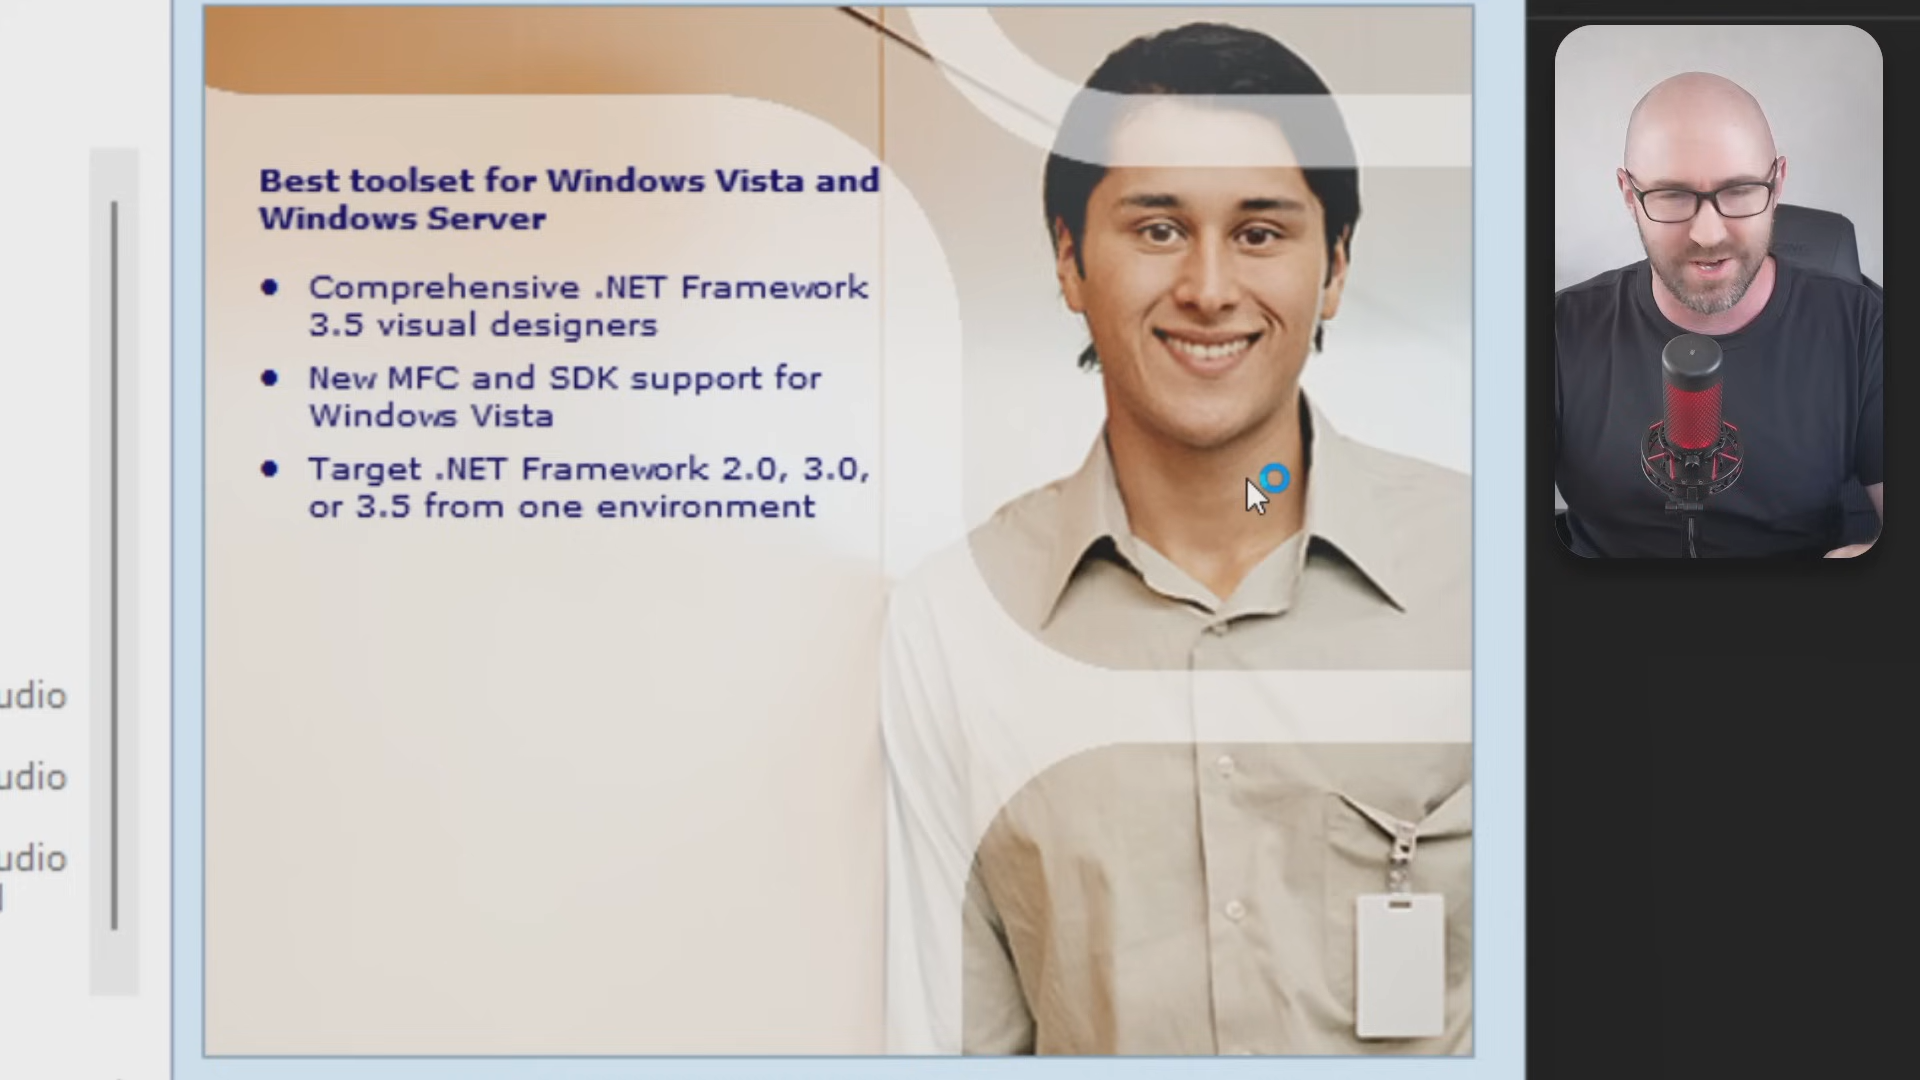 Best toolset for Windows Vista and
Windows Server
Comprehensive .NET Framework
3.5 visual designers
New MFC and SDK support for
Windows Vista
Target .NET Framework 2.0, 3.0,
or 3.5 from one environment
udio
udio
udio